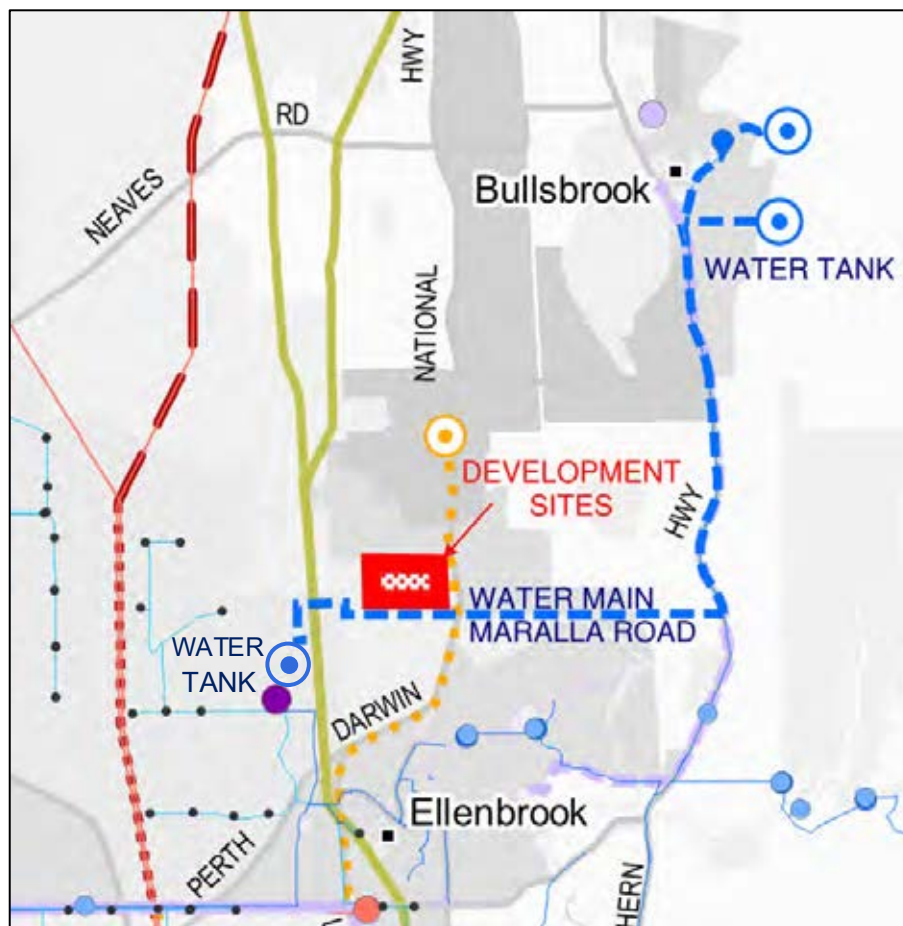 HWY
RD
NEAVES
Bullsbrook
WATER TANK
NATIONAL
DEVELOPMENT
SITES
HWY
WATER MAIN
MARALLA ROAD
WATER
TANK
DARWIN
Ellenbrook
PERTH
HERN